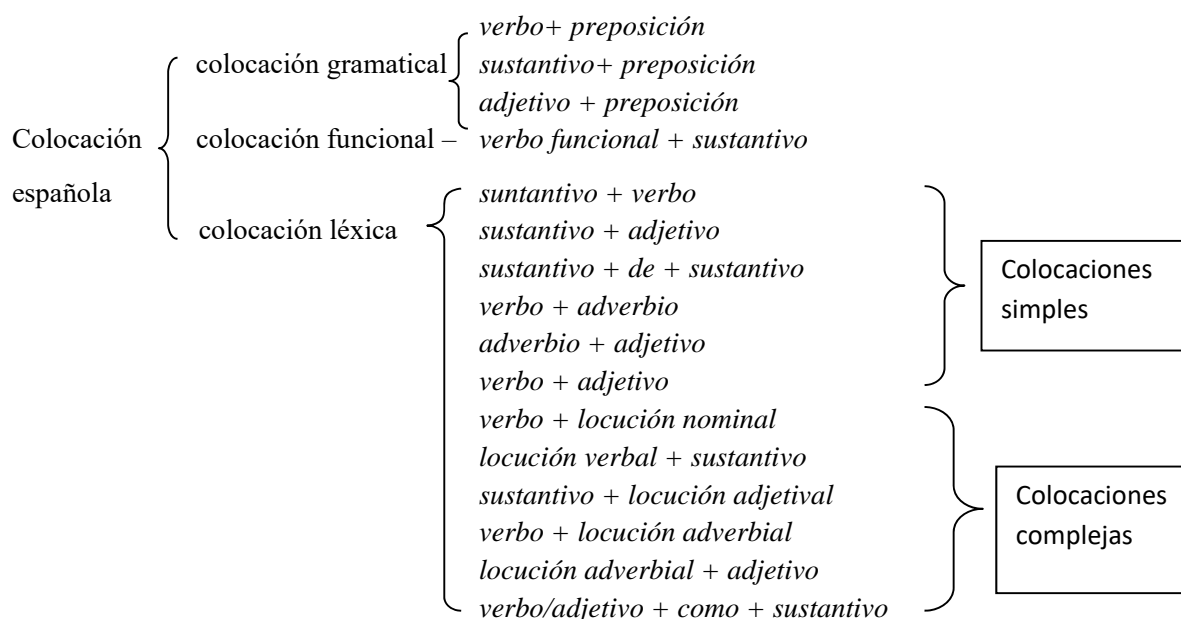 verbo+ preposición
colocación gramatical
sustantivo+ preposición
adjetivo + preposición
Colocación
española
colocación funcional –
verbo funcional + sustantivo
colocación léxica
suntantivo + verbo
sustantivo + adjetivo
sustantivo + de + sustantivo
verbo + adverbio
adverbio + adjetivo
verbo + adjetivo
Colocaciones
simples
verbo + locución nominal
locución verbal + sustantivo
sustantivo + locución adjetival
verbo + locución adverbial
locución adverbial + adjetivo
verbo/adjetivo + como + sustantivo
Colocaciones
complejas